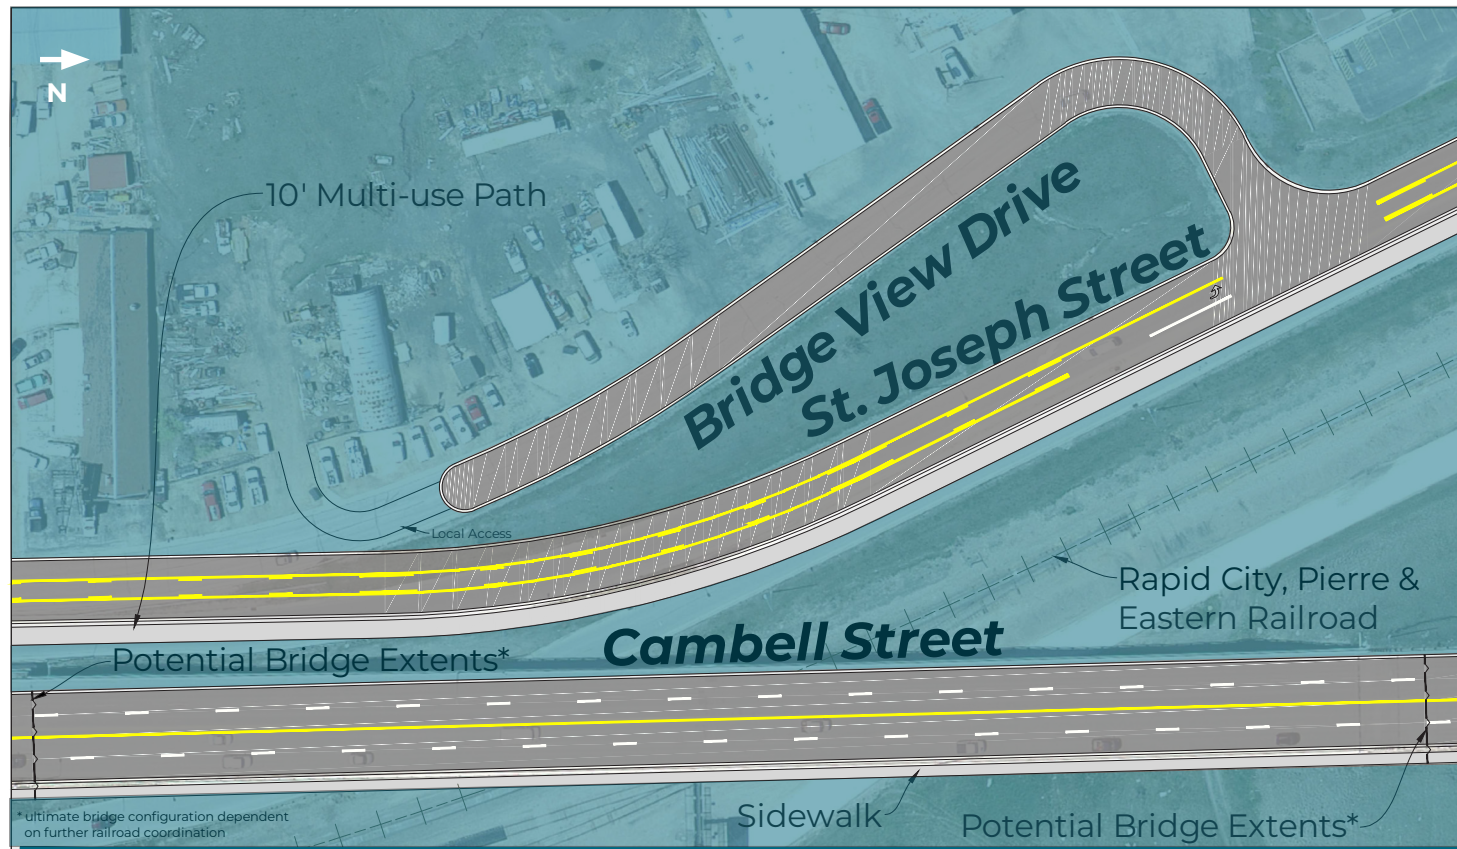 N
10' Multi-use Path
Bridge View Drive
St. Joseph Street
Local Access
Rapid City, Pierre &
Eastern Railroad
Cambell Street
Potential Bridge Extents*
Sidewalk
Potential Bridge Extents*
* ultimate bridge configuration dependent
on further railroad coordination